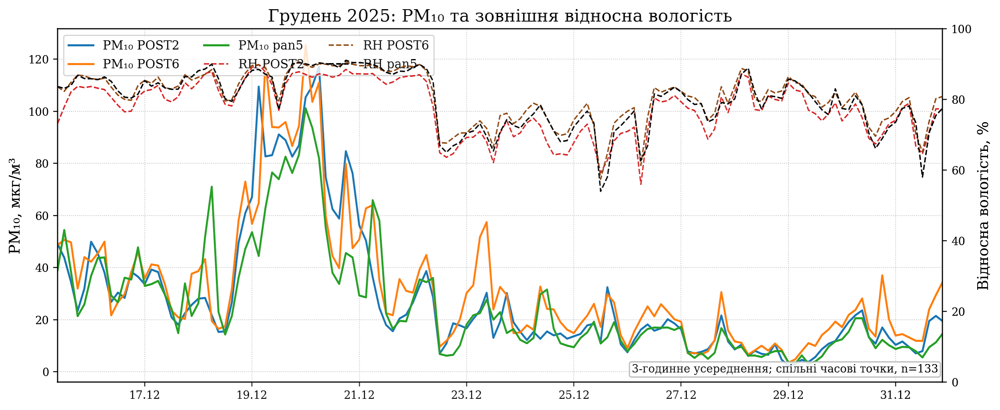 Грудень 2025: PM₁₀ та зовнішня відносна вологість
PM₁₀ POST2
PM₁₀ POST6
PM₁₀ pan5
RH POST2
RH POST6
RH pan5
PM₁₀, мкг/м³
120
100
80
60
40
20
0
Відносна вологість, %
100
80
60
40
20
0
3-годинне усереднення; спільні часові точки, n=133
17.12
19.12
21.12
23.12
25.12
27.12
29.12
31.12